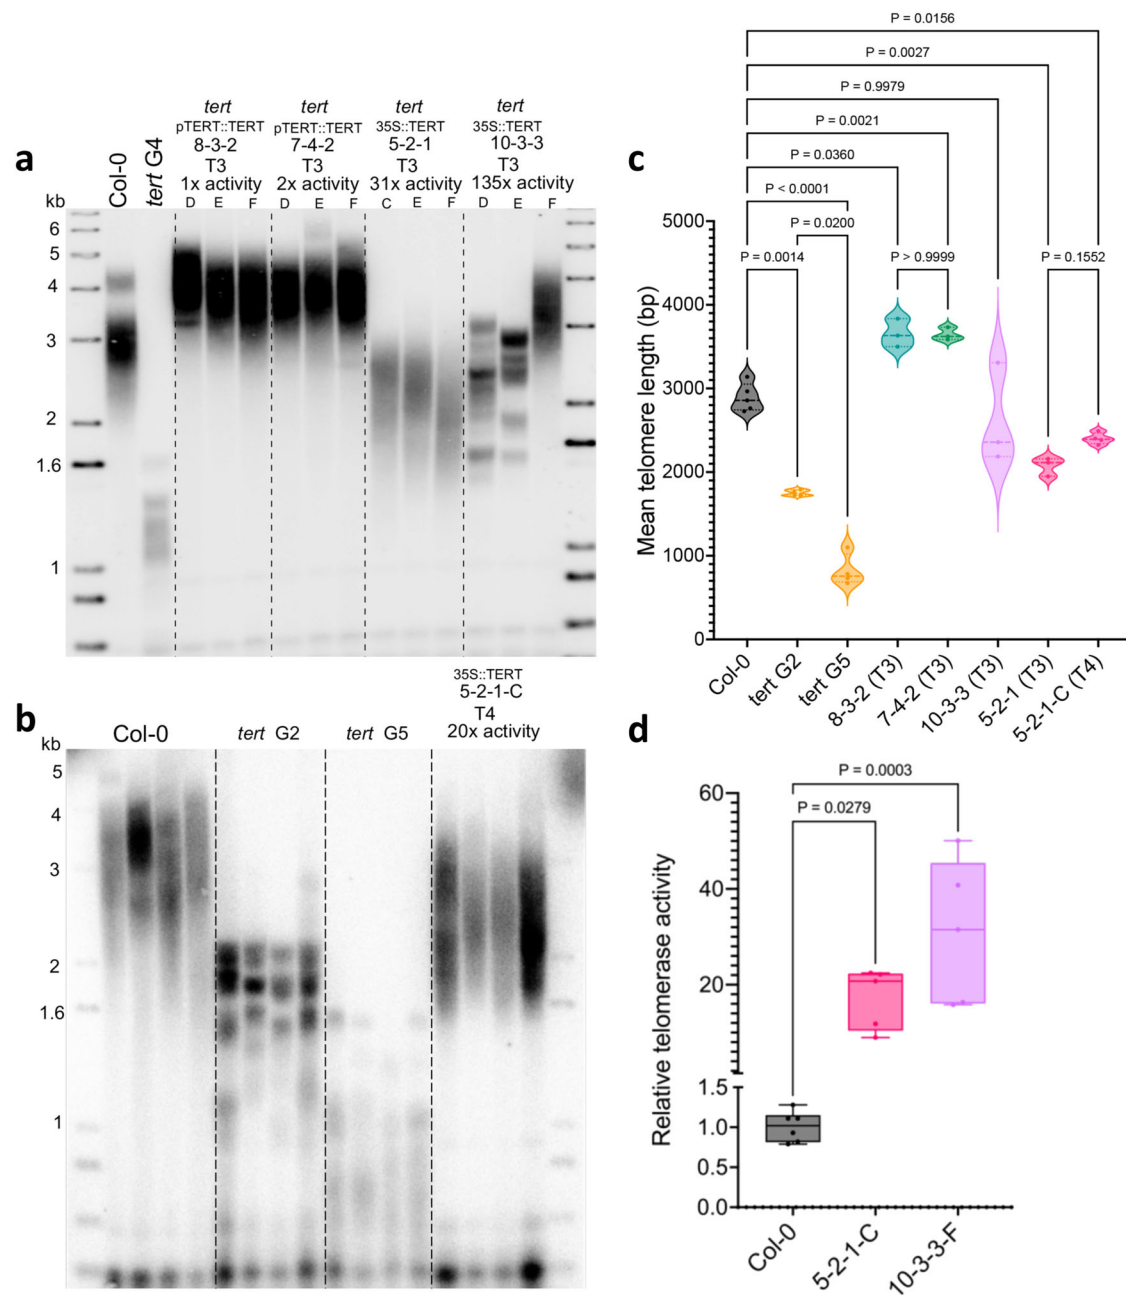 a
kb
Col-0
tert G4
tert
pTERT::TERT
8-3-2
T3
1x activity
D E F
tert
pTERT::TERT
7-4-2
T3
2x activity
D E F
tert
35S::TERT
5-2-1
T3
31x activity
C E F
tert
35S::TERT
10-3-3
T3
135x activity
D E F
6
5
4
3
2
1.6
1
b
kb
Col-0
tert G2
tert G5
35S::TERT
5-2-1-C
T4
20x activity
5
4
3
2
1.6
1
c
P = 0.0156
P = 0.0027
P = 0.9979
P = 0.0021
P = 0.0360
P < 0.0001
P = 0.0200
P = 0.0014
P > 0.9999
P = 0.1552
Mean telomere length (bp)
5000
4000
3000
2000
1000
0
Col-0
tert G2
tert G5
8-3-2 (T3)
7-4-2 (T3)
10-3-3 (T3)
5-2-1 (T3)
5-2-1-C (T4)
d
P = 0.0003
P = 0.0279
Relative telomerase activity
60
40
20
1.5
1.0
0.5
0.0
Col-0
5-2-1-C
10-3-3-F